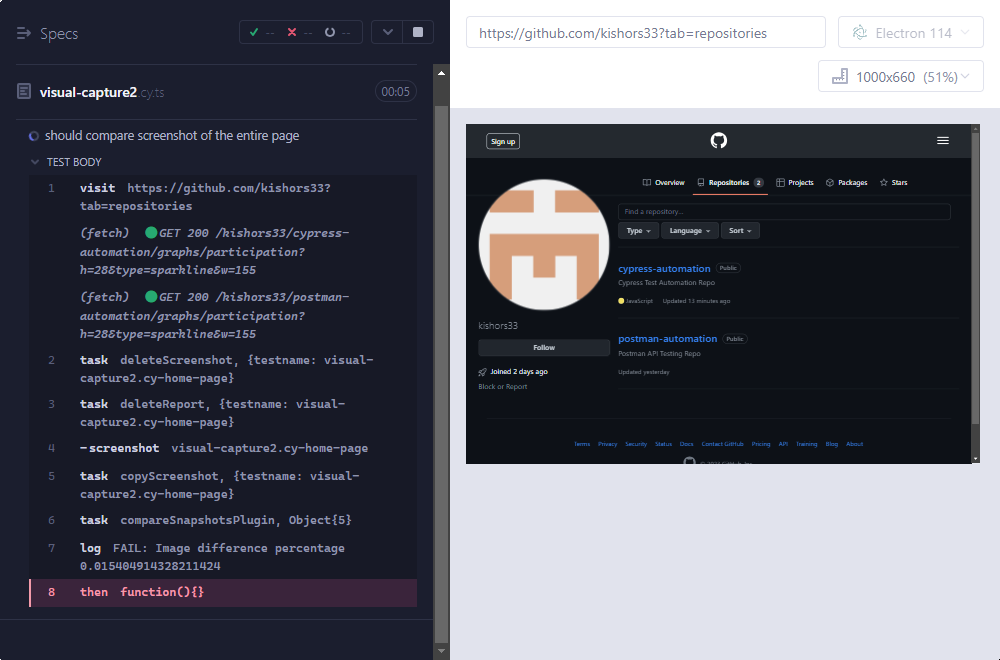 Specs
--
--
--
visual-capture2.cy.ts
00:05
should compare screenshot of the entire page
TEST BODY
1 visit https://github.com/kishors33?
tab=repositories
(fetch) GET 200 /kishors33/cypress-
automation/graphs/participation?
h=28&type=sparkline&w=155
(fetch) GET 200 /kishors33/postman-
automation/graphs/participation?
h=28&type=sparkline&w=155
2 task deleteScreenshot, {testname: visual-
capture2.cy-home-page}
3 task deleteReport, {testname: visual-
capture2.cy-home-page}
4 -screenshot visual-capture2.cy-home-page
5 task copyScreenshot, {testname: visual-
capture2.cy-home-page}
6 task compareSnapshotsPlugin, Object{5}
7 log FAIL: Image difference percentage
0.015404914328211424
8 then function(){}
https://github.com/kishors33?tab=repositories
Electron 114
1000x660 (51%)
Sign up
Overview Repositories 2 Projects Packages Stars
Find a repository...
Type Language Sort
cypress-automation Public
Cypress Test Automation Repo
JavaScript Updated 13 minutes ago
kishors33
Follow
Joined 2 days ago
Block or Report
postman-automation Public
Postman API Testing Repo
Updated yesterday
Terms Privacy Security Status Docs Contact GitHub Pricing API Training Blog About